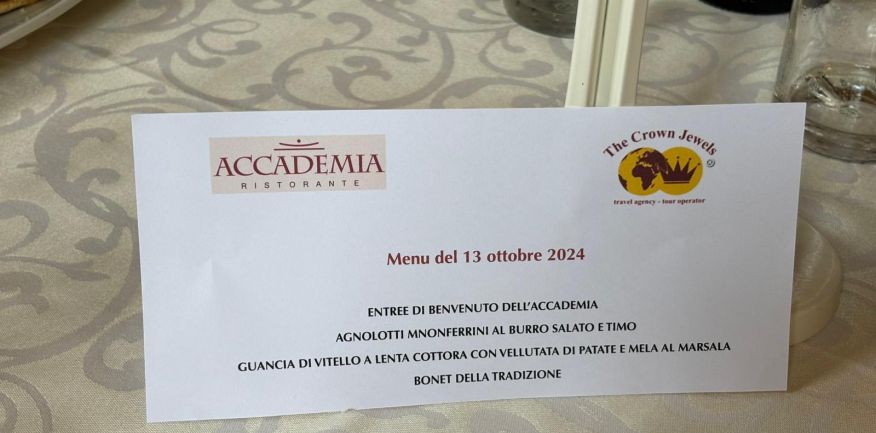 ACCADEMIA
RISTORANTE
The Crown Jewels
®
travel agency - tour operator
Menu del 13 ottobre 2024
ENTREE DI BENVENUTO DELL'ACCADEMIA
AGNOLOTTI MNONFERRINI AL BURRO SALATO E TIMO
GUANCIA DI VITELLO A LENTA COTTORA CON VELLUTATA DI PATATE E MELA AL MARSALA
BONET DELLA TRADIZIONE